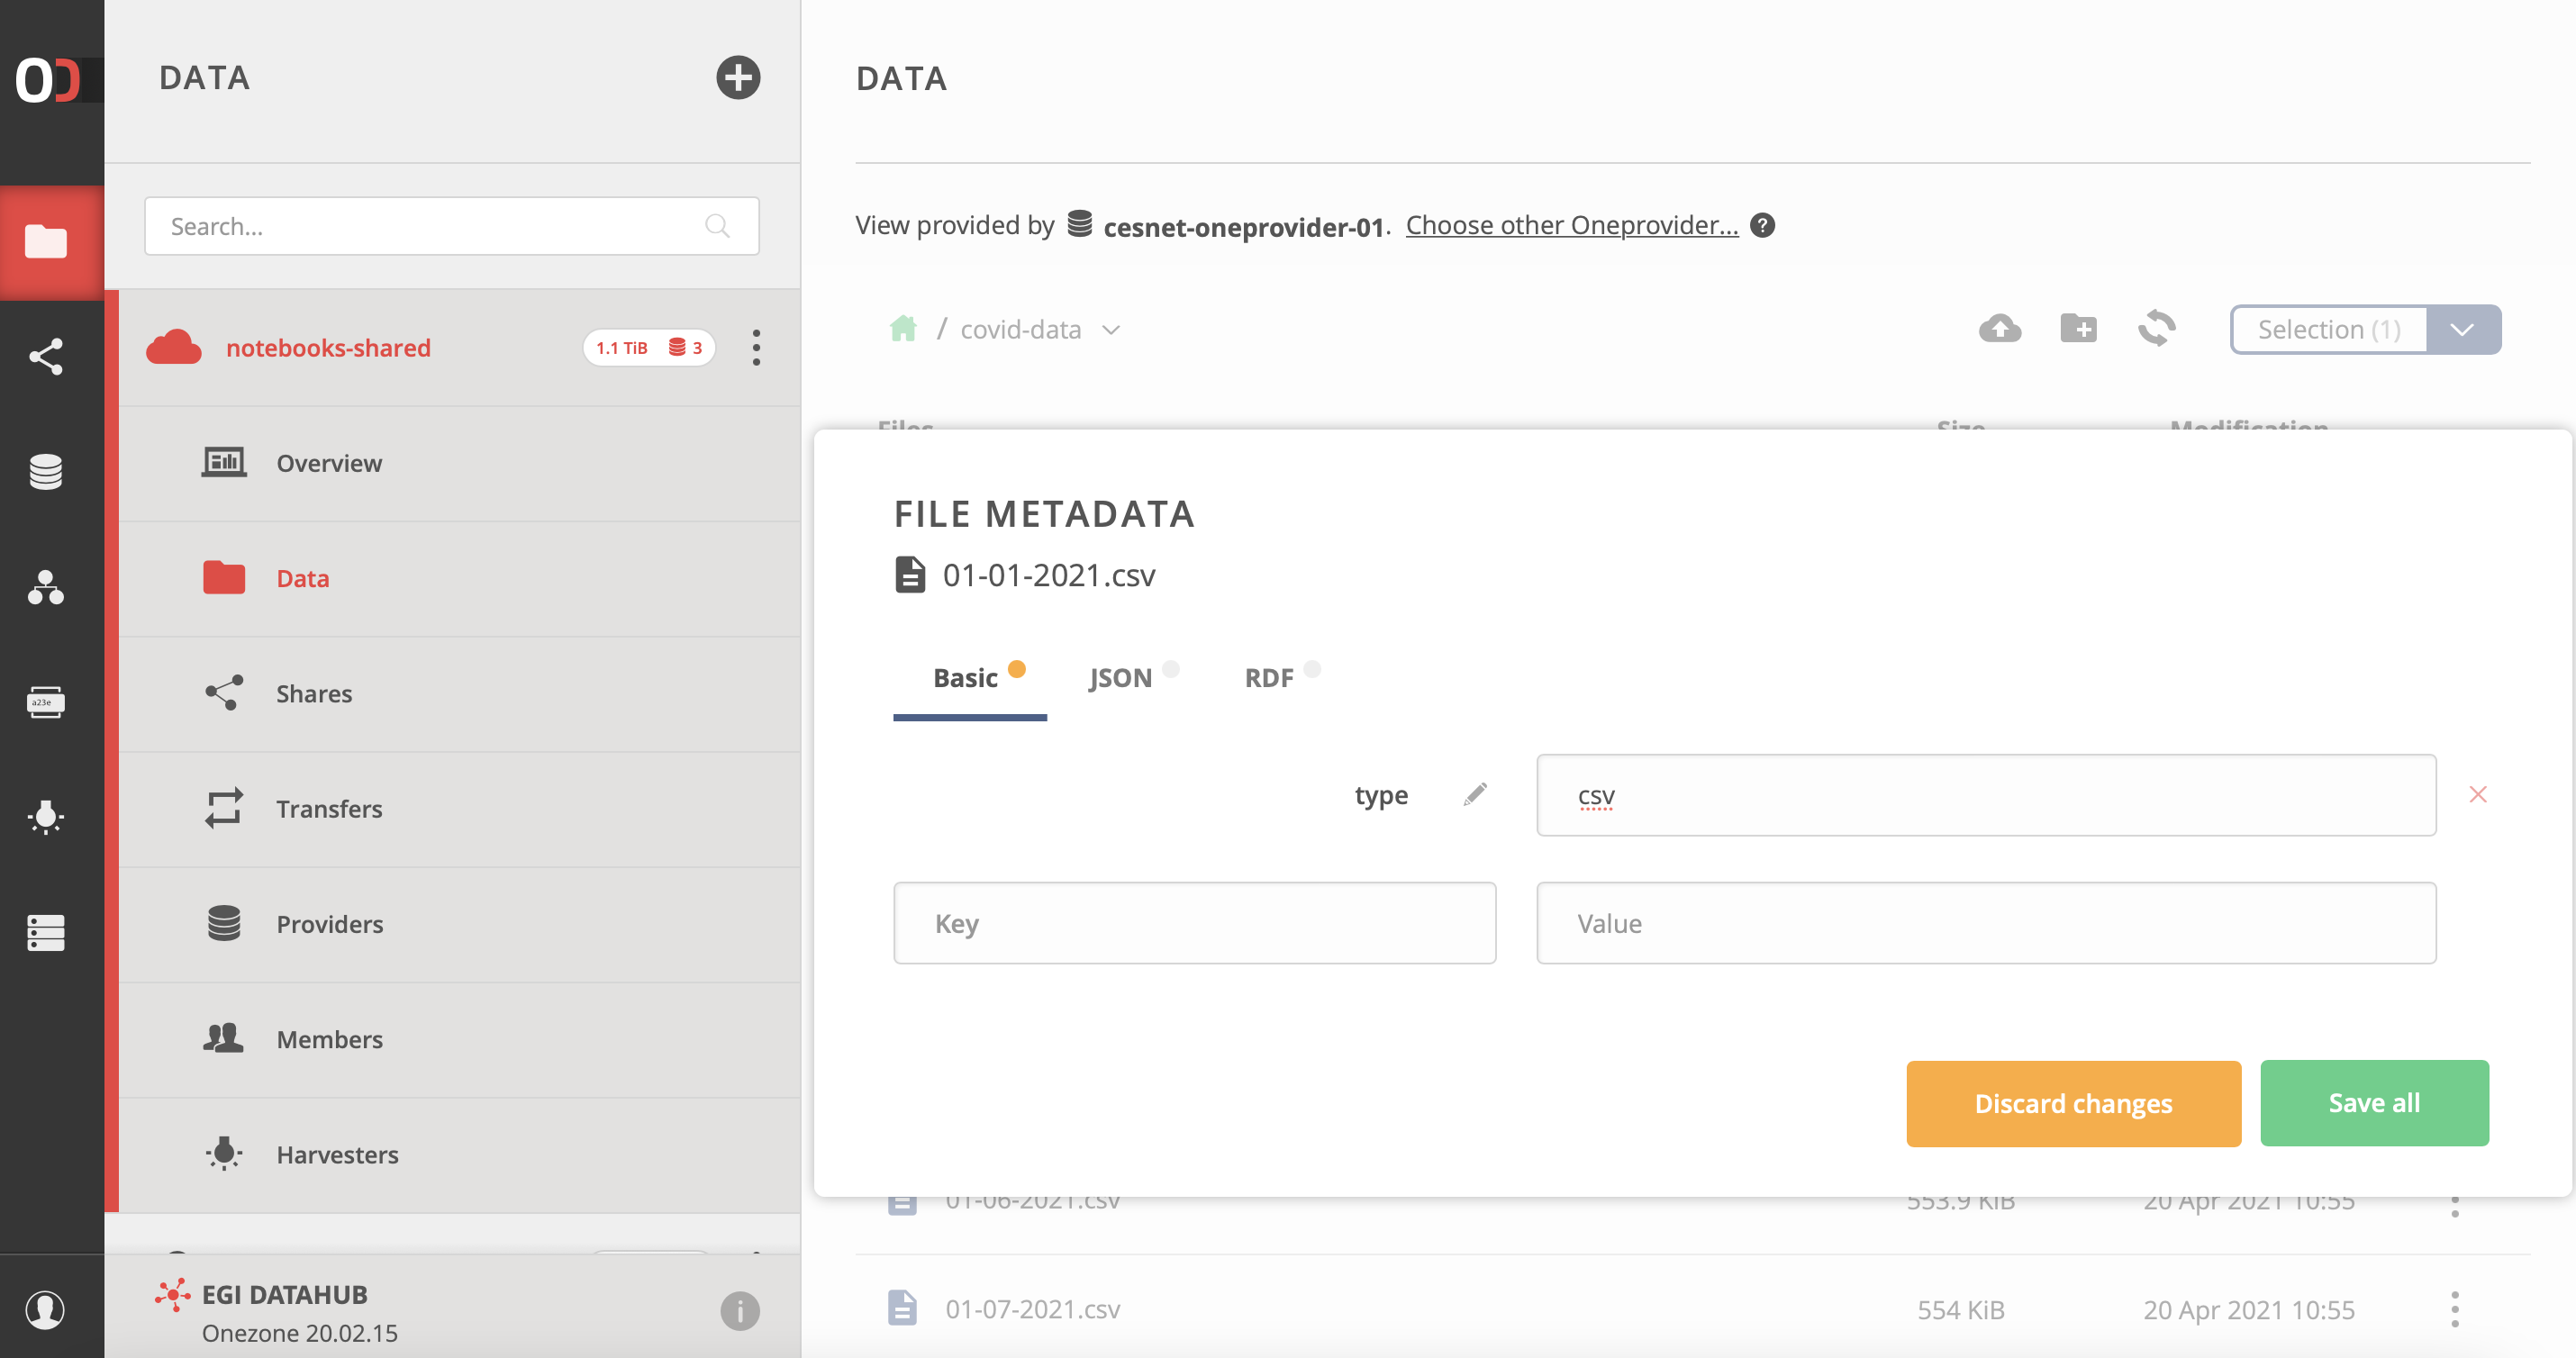 DATA
Search...
notebooks-shared
1.1 TiB 3
Overview
Data
Shares
Transfers
Providers
Members
Harvesters
EGI DATAHUB
Onezone 20.02.15
a23e
DATA
View provided by cesnet-oneprovider-01. Choose other Oneprovider... ?
/ covid-data
Selection (1)
Files Size Modification
FILE METADATA
01-01-2021.csv
Basic JSON RDF
type csv
Key Value
Discard changes Save all
01-06-2021.csv 553.9 KiB 20 Apr 2021 10:55
01-07-2021.csv 554 KiB 20 Apr 2021 10:55